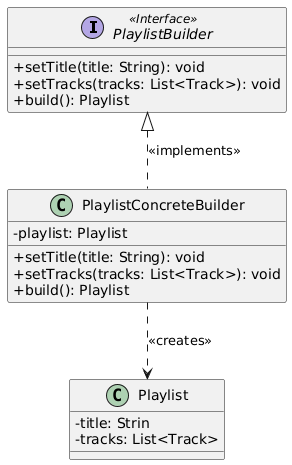 «Interface»
I PlaylistBuilder
+setTitle(title: String): void
+setTracks(tracks: List<Track>): void
+build(): Playlist
«implements»
C PlaylistConcreteBuilder
-playlist: Playlist
+setTitle(title: String): void
+setTracks(tracks: List<Track>): void
+build(): Playlist
«creates»
C Playlist
-title: Strin
-tracks: List<Track>